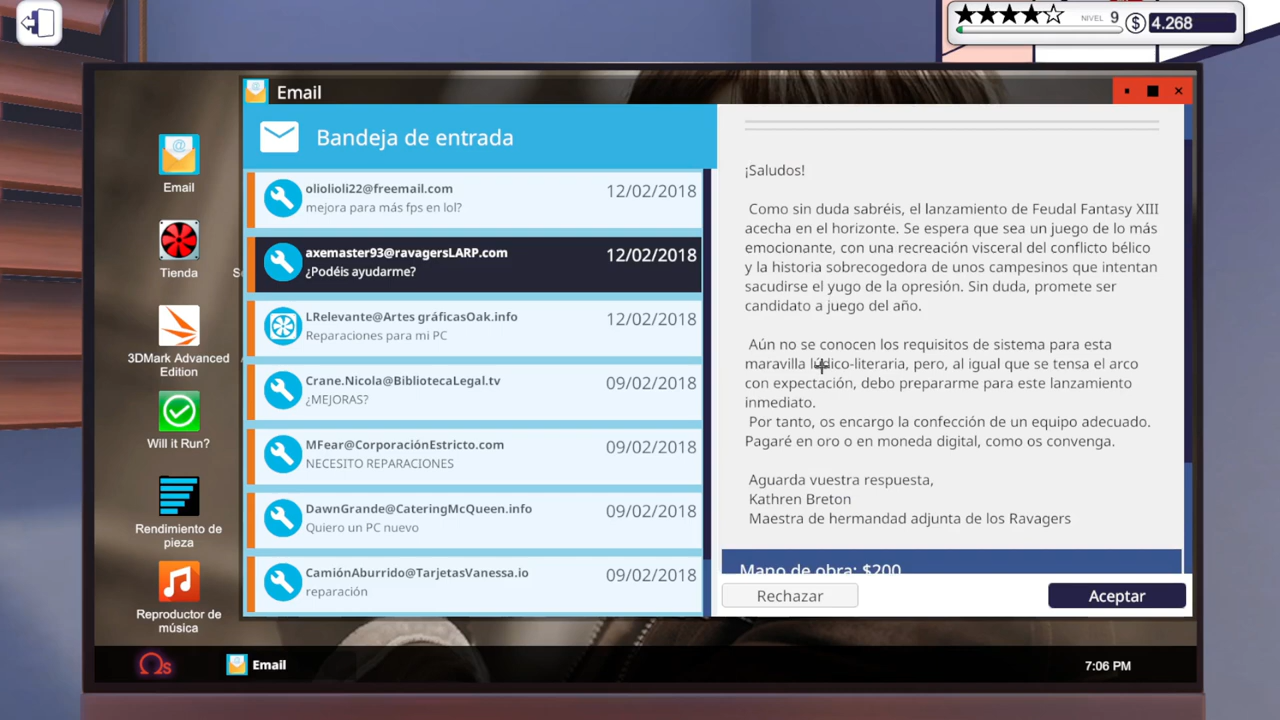 NIVEL 9 $ 4.268
Email
Bandeja de entrada
Email
Tienda
S
3DMark Advanced
Edition
Will it Run?
Rendimiento de
pieza
Reproductor de
música
oliolioli22@freemail.com 12/02/2018
mejora para más fps en lol?
axemaster93@ravagersLARP.com 12/02/2018
¿Podéis ayudarme?
LRelevante@Artes gráficasOak.info 12/02/2018
Reparaciones para mi PC
Crane.Nicola@BibliotecaLegal.tv 09/02/2018
¿MEJORAS?
MFear@CorporaciónEstricto.com 09/02/2018
NECESITO REPARACIONES
DawnGrande@CateringMcQueen.info 09/02/2018
Quiero un PC nuevo
CamiónAburrido@TarjetasVanessa.io 09/02/2018
reparación
¡Saludos!
Como sin duda sabréis, el lanzamiento de Feudal Fantasy XIII
acecha en el horizonte. Se espera que sea un juego de lo más
emocionante, con una recreación visceral del conflicto bélico
y la historia sobrecogedora de unos campesinos que intentan
sacudirse el yugo de la opresión. Sin duda, promete ser
candidato a juego del año.
Aún no se conocen los requisitos de sistema para esta
maravilla lúdico-literaria, pero, al igual que se tensa el arco
con expectación, debo prepararme para este lanzamiento
inmediato.
Por tanto, os encargo la confección de un equipo adecuado.
Pagaré en oro o en moneda digital, como os convenga.
Aguarda vuestra respuesta,
Kathren Breton
Maestra de hermandad adjunta de los Ravagers
Mano de obra: $200
Rechazar
Aceptar
Ωs
Email
7:06 PM